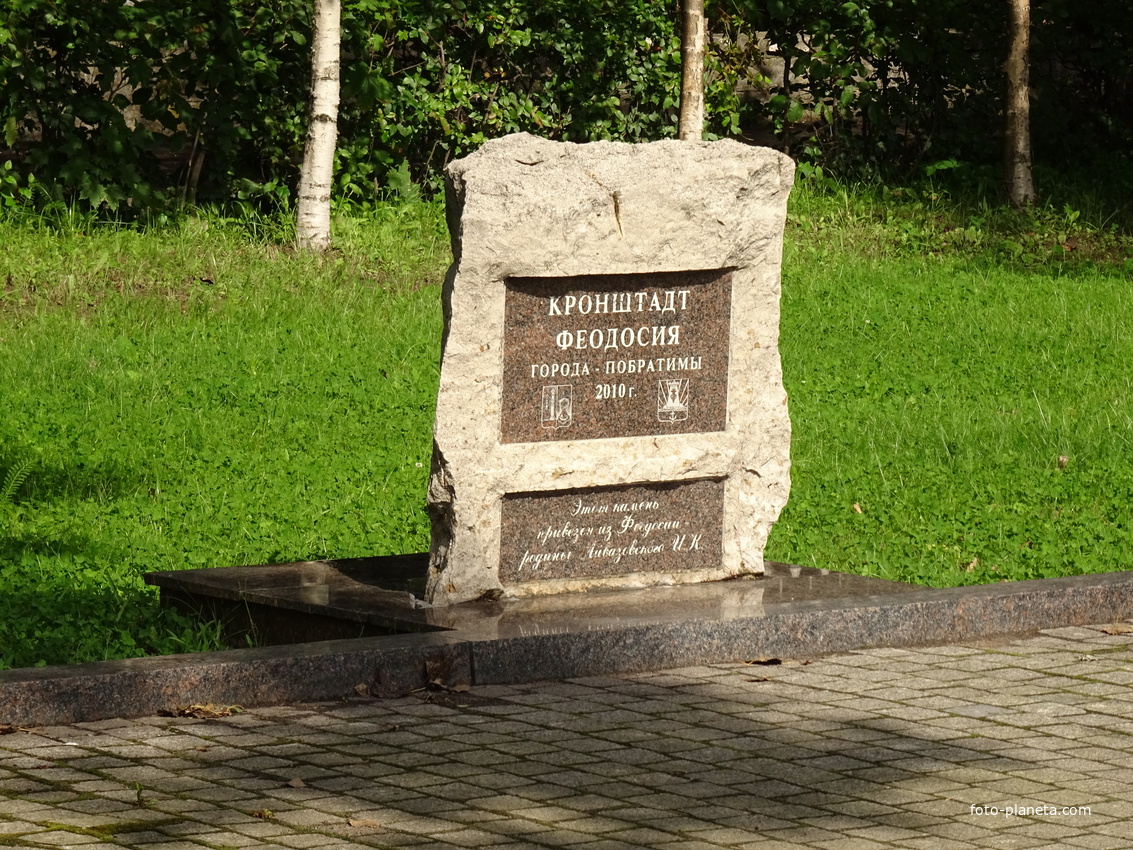 КРОНШТАДТ
ФЕОДОСИЯ
ГОРОДА - ПОБРАТИМЫ
2010 г.
Этот камень
привезен из Феодосии -
родины Айвазовского И.К.
foto-planeta.com